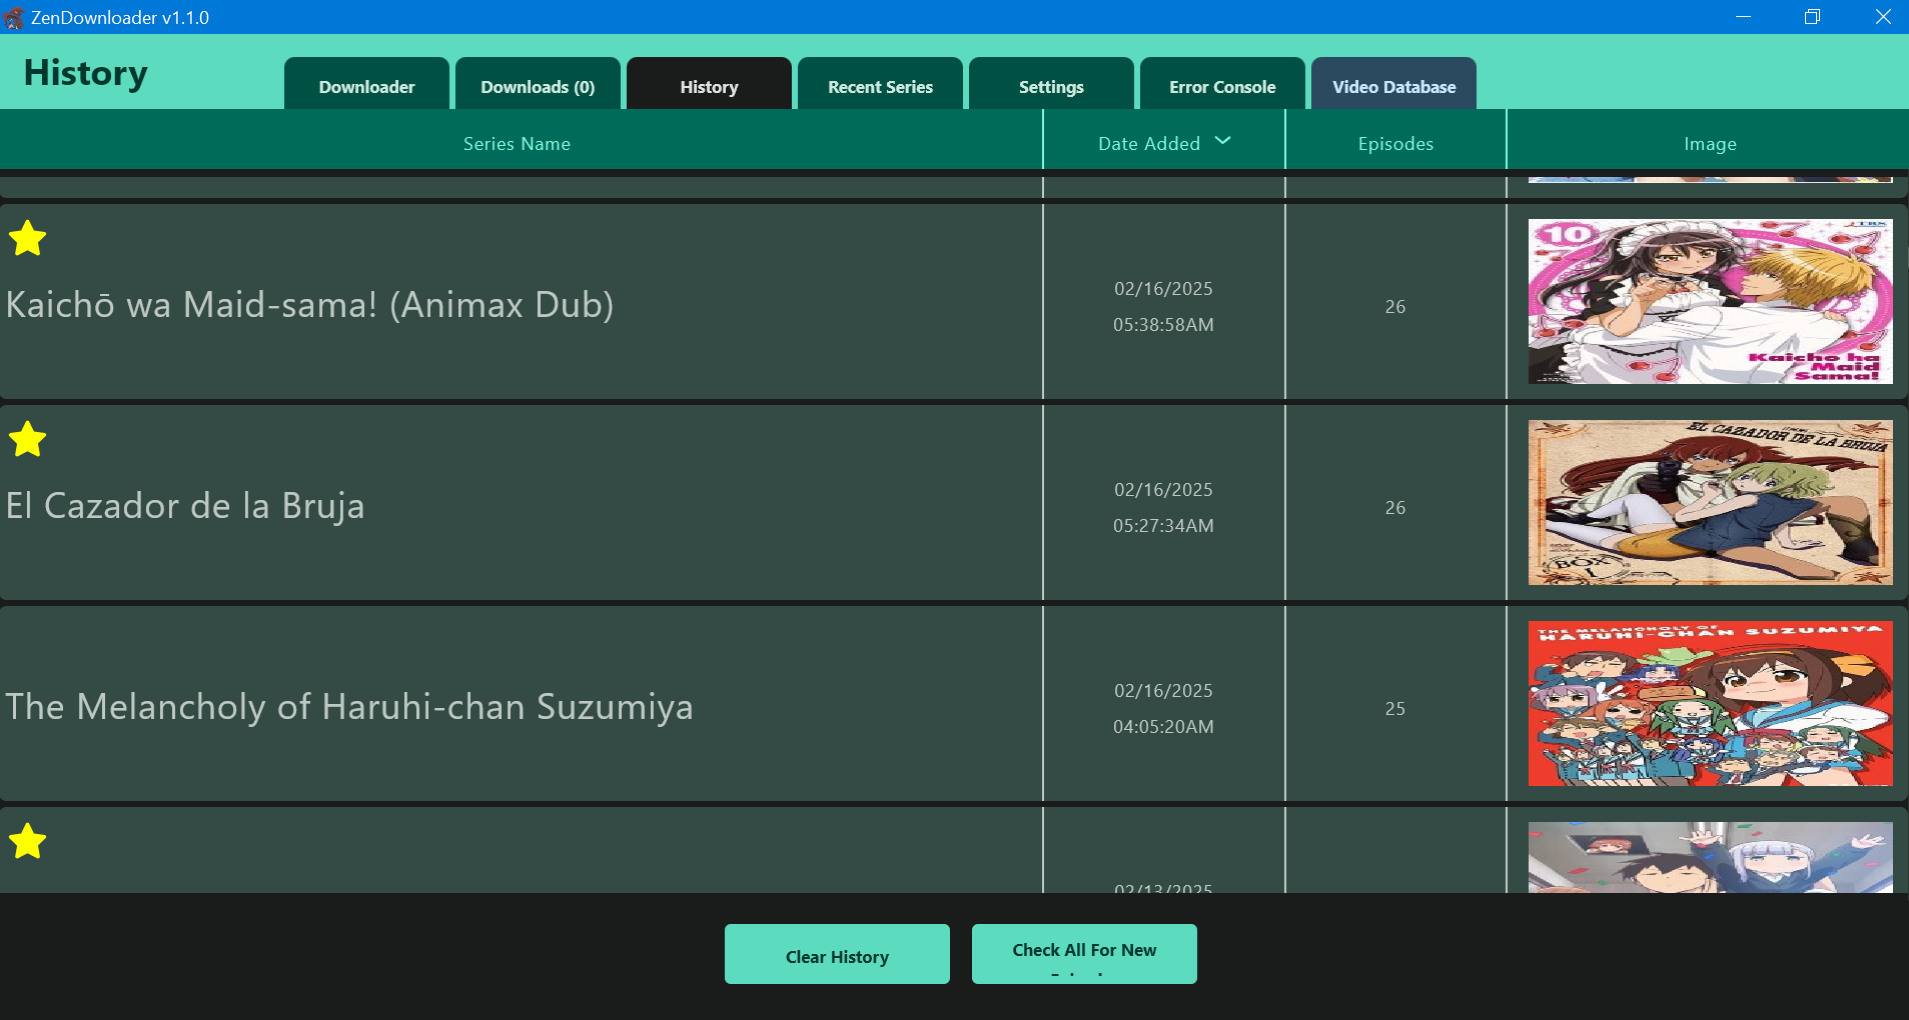 ZenDownloader v1.1.0
History
Downloader
Downloads (0)
History
Recent Series
Settings
Error Console
Video Database
Series Name
Date Added
Episodes
Image
Kaichō wa Maid-sama! (Animax Dub)
02/16/2025
05:38:58AM
26
10
Kaicho ha
Maid
Sama!
El Cazador de la Bruja
02/16/2025
05:27:34AM
26
EL CAZADOR DE LA BRUJA
BOX
I
The Melancholy of Haruhi-chan Suzumiya
02/16/2025
04:05:20AM
25
THE MELANCHOLY OF
HARUHI-CHAN SUZUMIYA
02/13/2025
Clear History
Check All For New